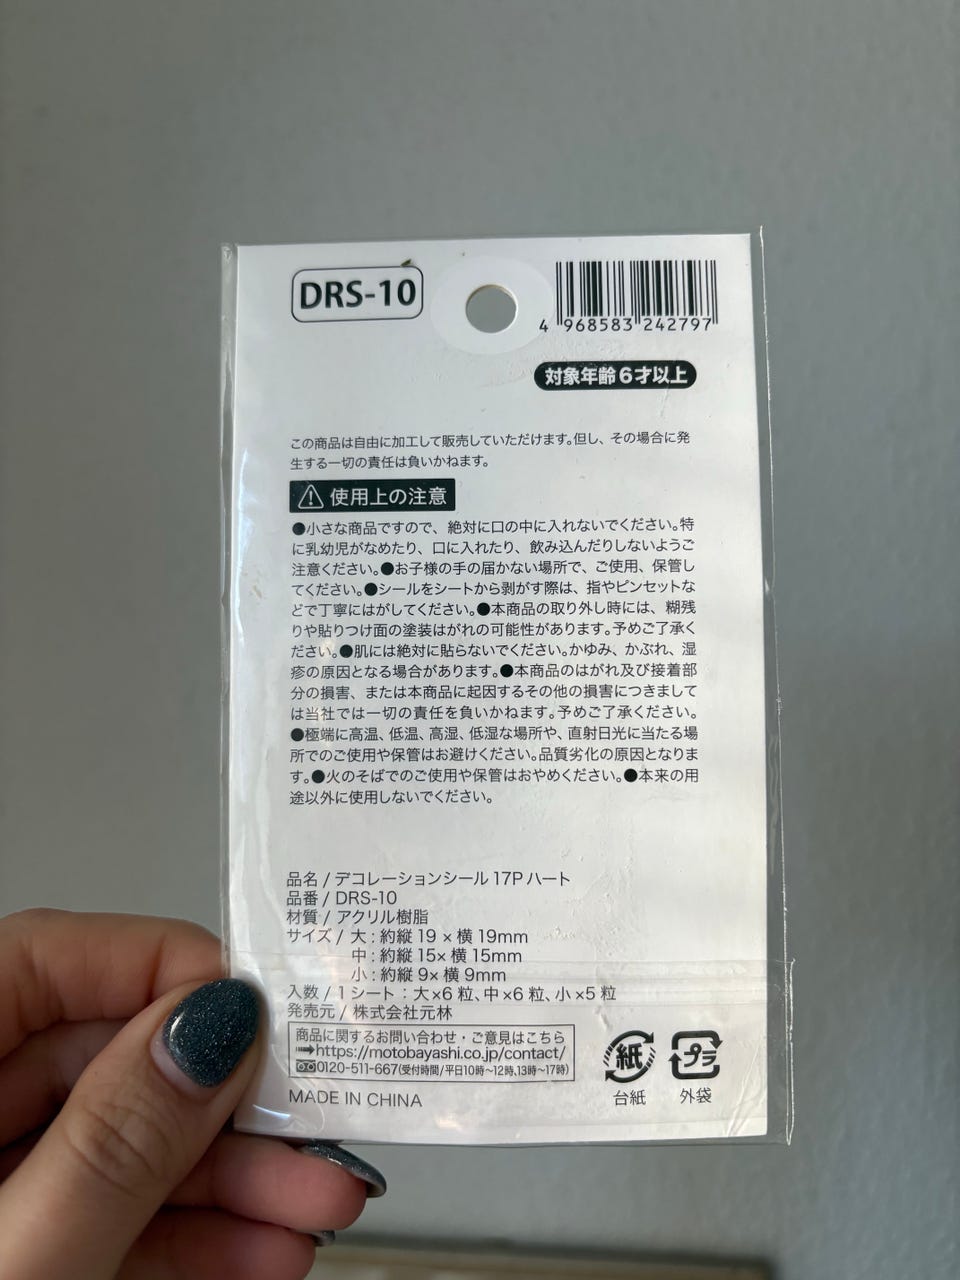 DRS-10
4 968583 242797
対象年齢6才以上
この商品は自由に加工して販売していただけます。但し、その場合に発
生する一切の責任は負いかねます。
使用上の注意
●小さな商品ですので、絶対に口の中に入れないでください。特
に乳幼児がなめたり、口に入れたり、飲み込んだりしないようご
注意ください。●お子様の手の届かない場所で、ご使用、保管し
てください。●シールをシートから剥がす際は、指やピンセットな
どで丁寧にはがしてください。●本商品の取り外し時には、糊残
りや貼りつけ面の塗装はがれの可能性があります。予めご了承く
ださい。●肌には絶対に貼らないでください。かゆみ、かぶれ、湿
疹の原因となる場合があります。●本商品のはがれ及び接着部
分の損害、または本商品に起因するその他の損害につきまして
は当社では一切の責任を負いかねます。予めご了承ください。
●極端に高温、低温、高湿、低湿な場所や、直射日光に当たる場
所でのご使用や保管はお避けください。品質劣化の原因となりま
す。●火のそばでのご使用や保管はおやめください。●本来の用
途以外に使用しないでください。
品名 / デコレーションシール 17P ハート
品番 / DRS-10
材質 / アクリル樹脂
サイズ / 大 : 約縦 19 × 横 19mm
中 : 約縦 15× 横 15mm
小 : 約縦 9× 横 9mm
入数 / 1シート : 大×6 粒、中×6 粒、小×5 粒
発売元 / 株式会社元林
商品に関するお問い合わせ・ご意見はこちら
➡https://motobayashi.co.jp/contact/
0120-511-667(受付時間/平日10時〜12時、13時〜17時)
MADE IN CHINA
紙
台紙
プラ
外袋